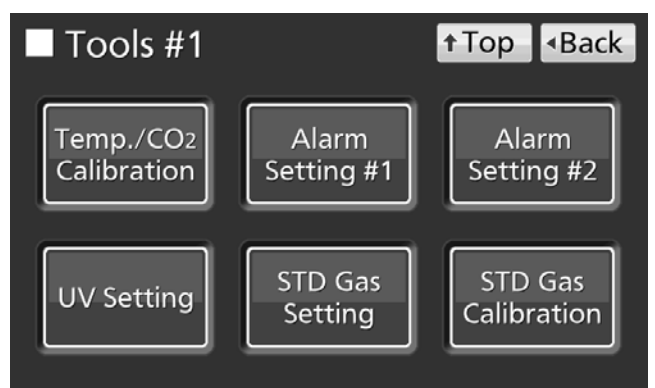 Tools #1
↑Top ◂Back
Temp./CO2
Calibration
Alarm
Setting #1
Alarm
Setting #2
UV Setting
STD Gas
Setting
STD Gas
Calibration